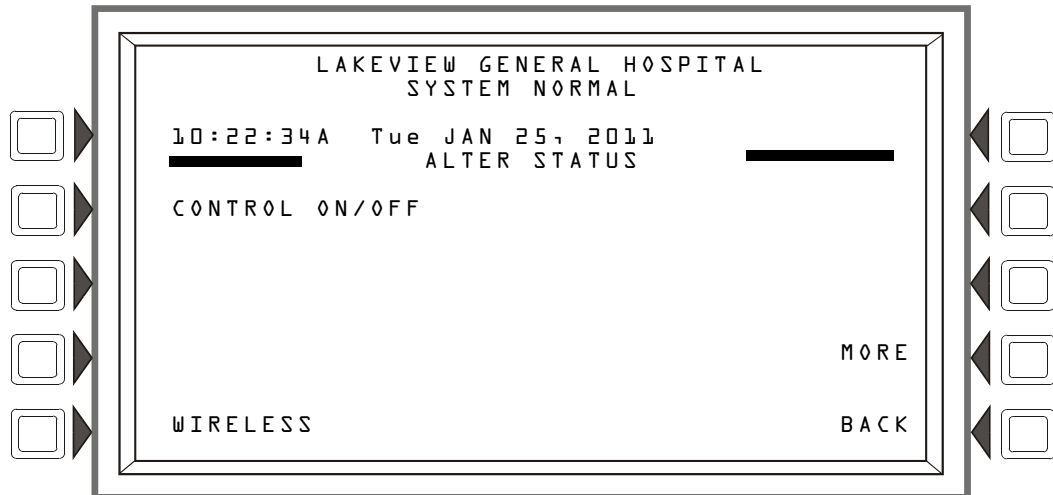 LAKEVIEW GENERAL HOSPITAL
SYSTEM NORMAL
10:22:34A Tue JAN 25, 2011
ALTER STATUS
CONTROL ON/OFF
MORE
WIRELESS BACK